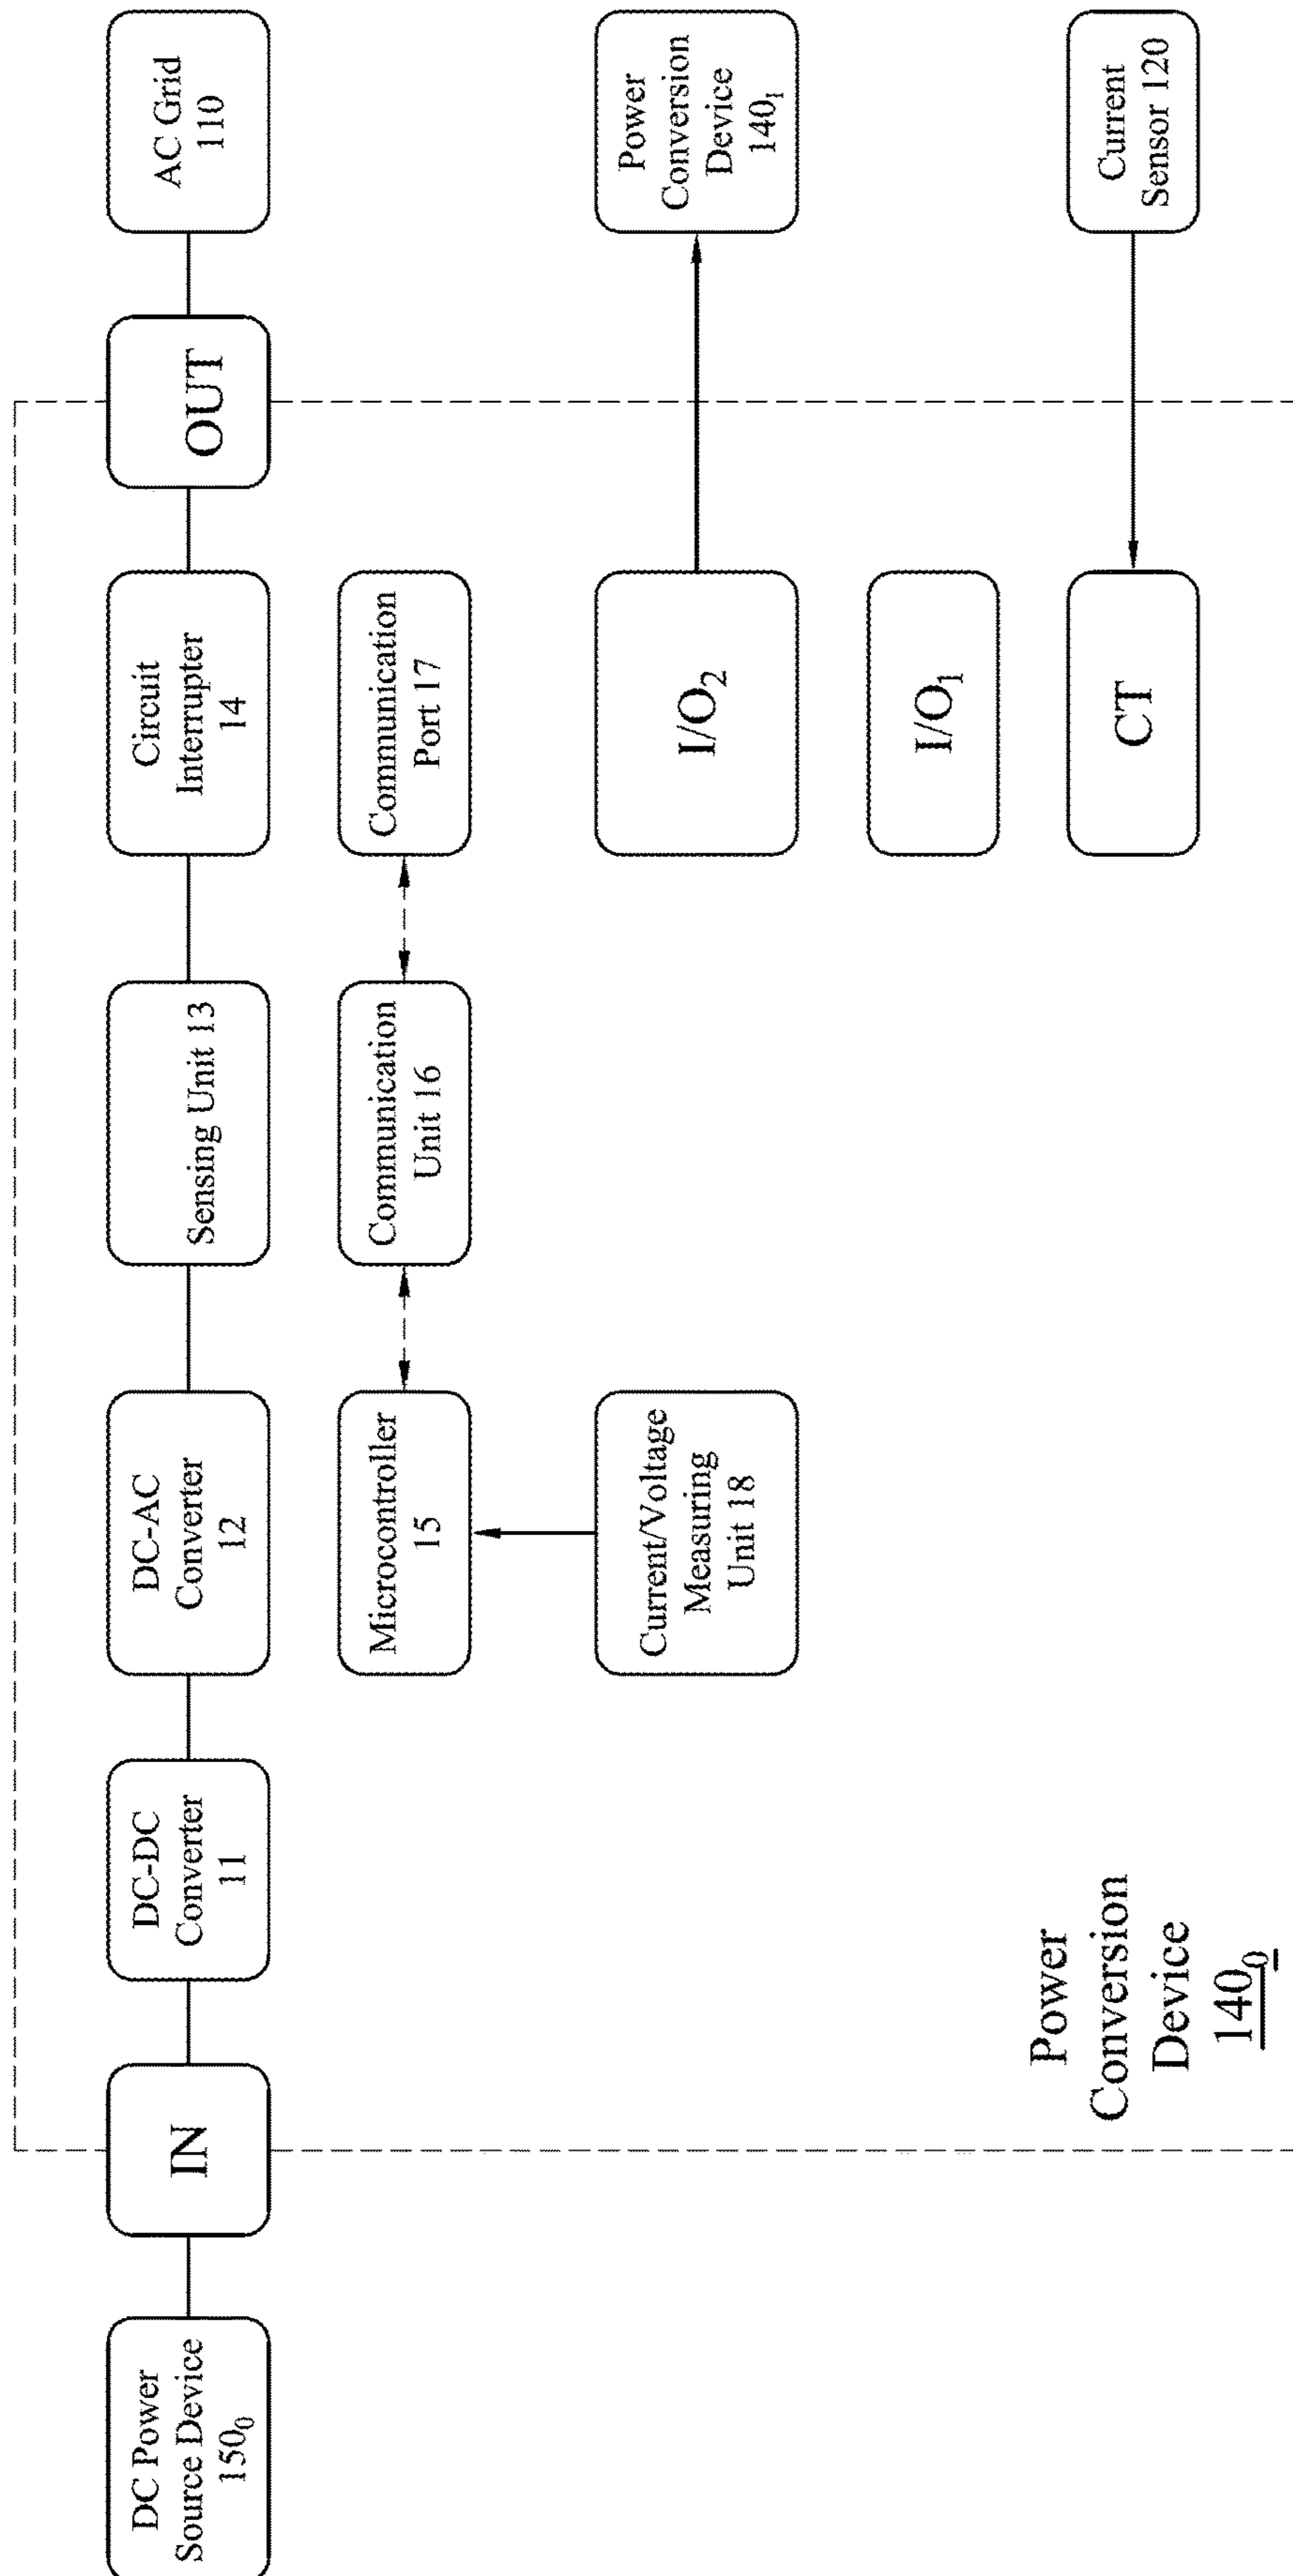 DC Power
Source Device
150₀
IN
DC-DC
Converter
11
DC-AC
Converter
12
Sensing Unit 13
Circuit
Interrupter
14
OUT
AC Grid
110
Microcontroller
15
Communication
Unit 16
Communication
Port 17
Current/Voltage
Measuring
Unit 18
I/O₂
Power
Conversion
Device
140₁
I/O₁
CT
Current
Sensor 120
Power
Conversion
Device
140₀